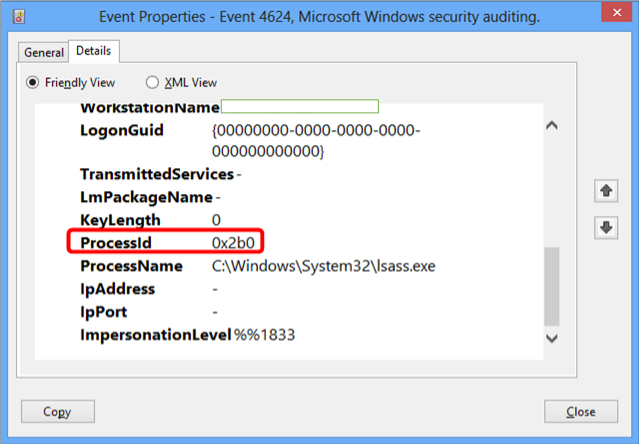 Event Properties - Event 4624, Microsoft Windows security auditing.
General
Details
Friendly View
XML View
WorkstationName
LogonGuid {00000000-0000-0000-0000-
000000000000}
TransmittedServices -
LmPackageName -
KeyLength 0
ProcessId 0x2b0
ProcessName C:\Windows\System32\lsass.exe
IpAddress -
IpPort -
ImpersonationLevel %%1833
Copy
Close